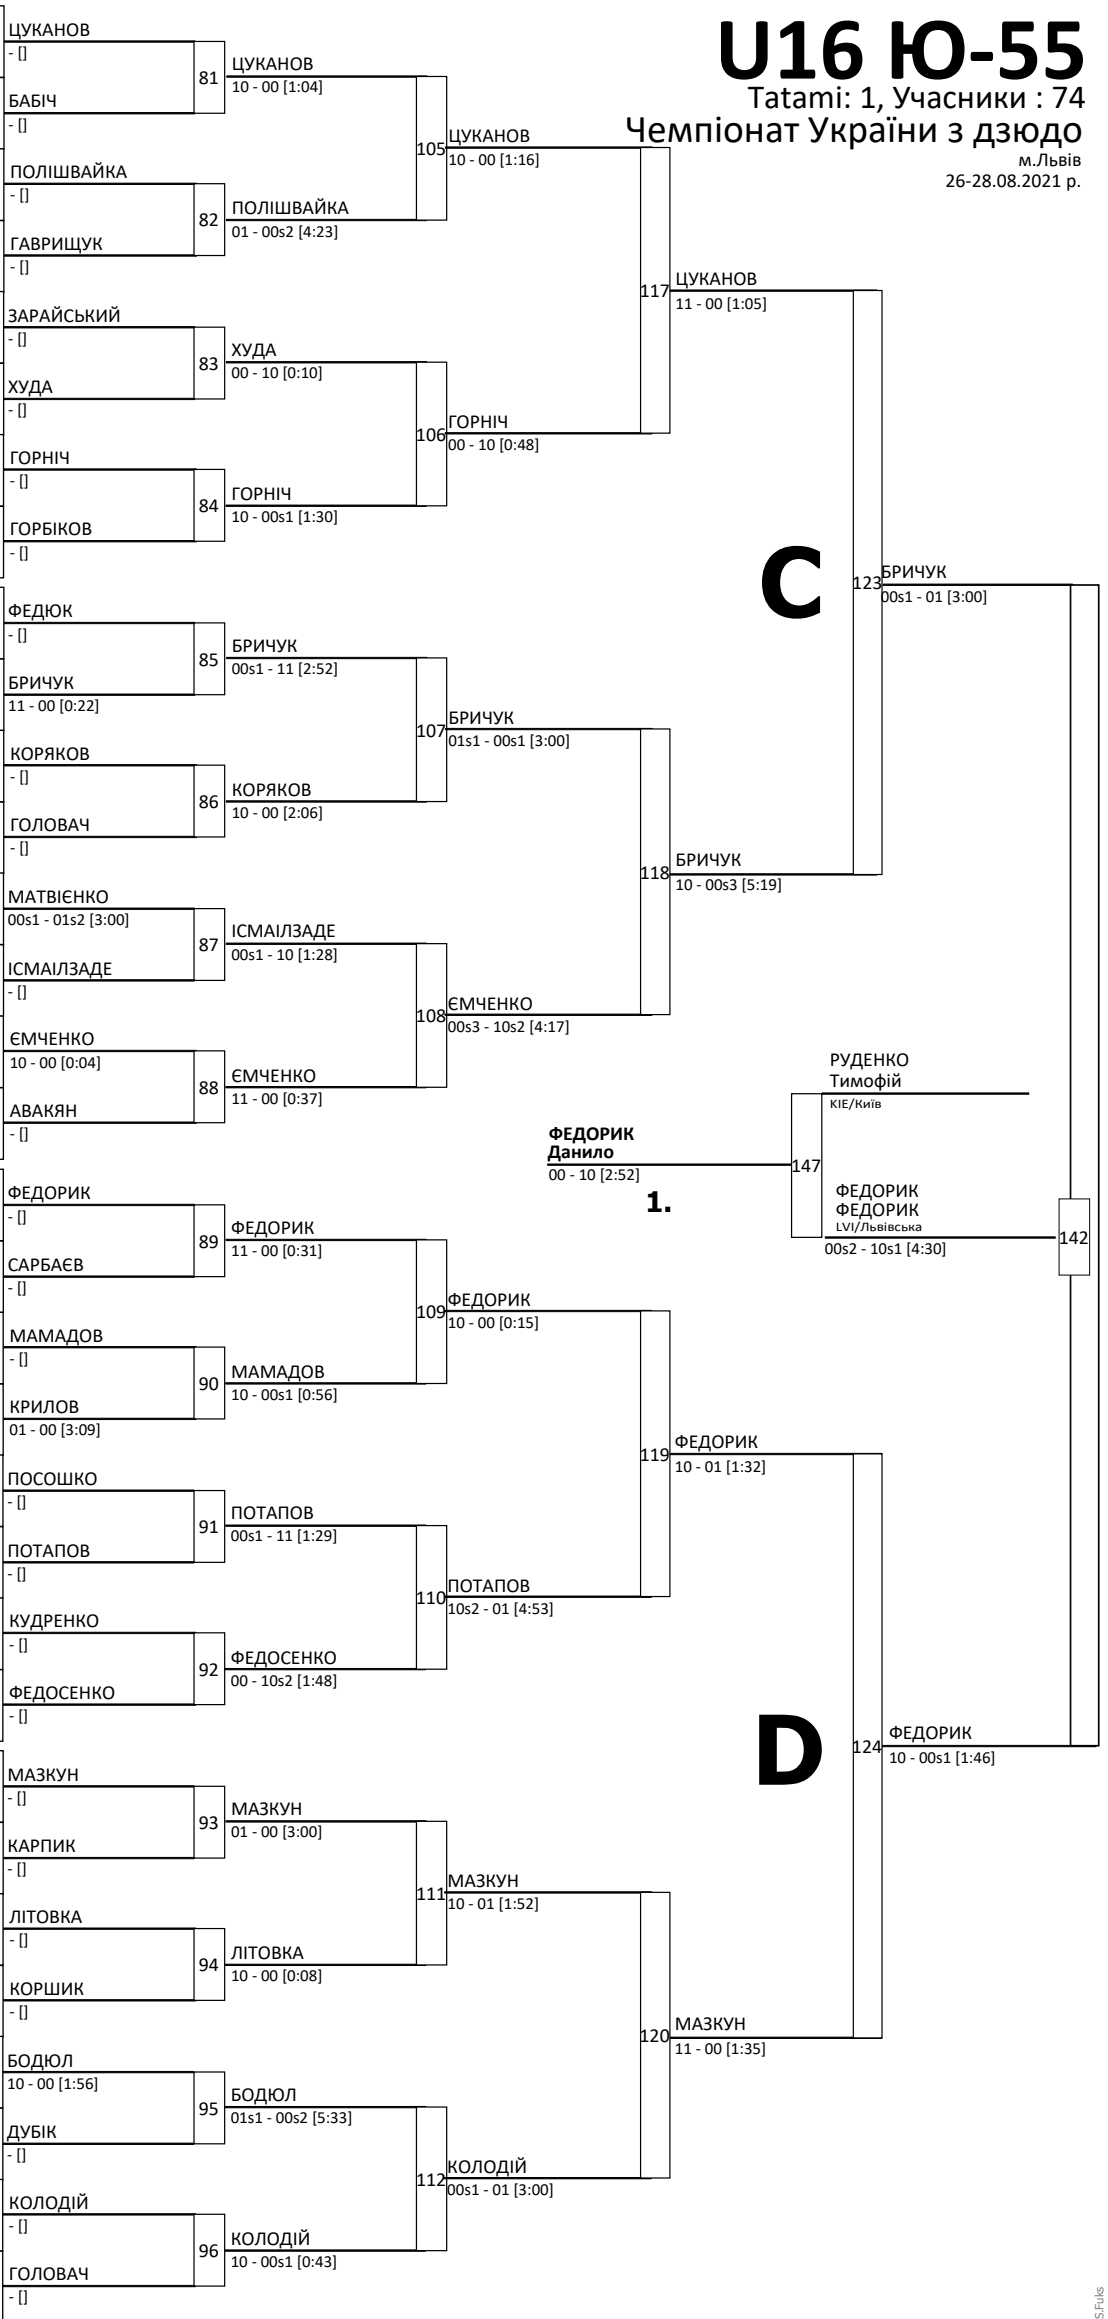 U16 Ю-55
Tatami: 1, Учасники : 74
Чемпіонат України з дзюдо
м.Львів
26-28.08.2021 р.
ЦУКАНОВ
- []
81
ЦУКАНОВ
10 - 00 [1:04]
БАБІЧ
- []
105
ЦУКАНОВ
10 - 00 [1:16]
ПОЛІШВАЙКА
- []
82
ПОЛІШВАЙКА
01 - 00s2 [4:23]
ГАВРИЩУК
- []
117
ЦУКАНОВ
11 - 00 [1:05]
ЗАРАЙСЬКИЙ
- []
83
ХУДА
00 - 10 [0:10]
ХУДА
- []
106
ГОРНІЧ
00 - 10 [0:48]
ГОРНІЧ
- []
84
ГОРНІЧ
10 - 00s1 [1:30]
ГОРБІКОВ
- []
C
123
БРИЧУК
00s1 - 01 [3:00]
ФЕДЮК
- []
85
БРИЧУК
00s1 - 11 [2:52]
БРИЧУК
11 - 00 [0:22]
107
БРИЧУК
01s1 - 00s1 [3:00]
КОРЯКОВ
- []
86
КОРЯКОВ
10 - 00 [2:06]
ГОЛОВАЧ
- []
118
БРИЧУК
10 - 00s3 [5:19]
МАТВІЄНКО
00s1 - 01s2 [3:00]
87
ІСМАІЛЗАДЕ
00s1 - 10 [1:28]
ІСМАІЛЗАДЕ
- []
108
ЄМЧЕНКО
00s3 - 10s2 [4:17]
ЄМЧЕНКО
10 - 00 [0:04]
88
ЄМЧЕНКО
11 - 00 [0:37]
АВАКЯН
- []
РУДЕНКО
Тимофій
KIE/Київ
ФЕДОРИК
Данило
00 - 10 [2:52]
1.
147
ФЕДОРИК
ФЕДОРИК
LVI/Львівська
00s2 - 10s1 [4:30]
142
ФЕДОРИК
- []
89
ФЕДОРИК
11 - 00 [0:31]
САРБАЄВ
- []
109
ФЕДОРИК
10 - 00 [0:15]
МАМАДОВ
- []
90
МАМАДОВ
10 - 00s1 [0:56]
КРИЛОВ
01 - 00 [3:09]
119
ФЕДОРИК
10 - 01 [1:32]
ПОСОШКО
- []
91
ПОТАПОВ
00s1 - 11 [1:29]
ПОТАПОВ
- []
110
ПОТАПОВ
10s2 - 01 [4:53]
КУДРЕНКО
- []
92
ФЕДОСЕНКО
00 - 10s2 [1:48]
ФЕДОСЕНКО
- []
D
124
ФЕДОРИК
10 - 00s1 [1:46]
МАЗКУН
- []
93
МАЗКУН
01 - 00 [3:00]
КАРПИК
- []
111
МАЗКУН
10 - 01 [1:52]
ЛІТОВКА
- []
94
ЛІТОВКА
10 - 00 [0:08]
КОРШИК
- []
120
МАЗКУН
11 - 00 [1:35]
БОДЮЛ
10 - 00 [1:56]
95
БОДЮЛ
01s1 - 00s2 [5:33]
ДУБІК
- []
112
КОЛОДІЙ
00s1 - 01 [3:00]
КОЛОДІЙ
- []
96
КОЛОДІЙ
10 - 00s1 [0:43]
ГОЛОВАЧ
- []
S.Fuks